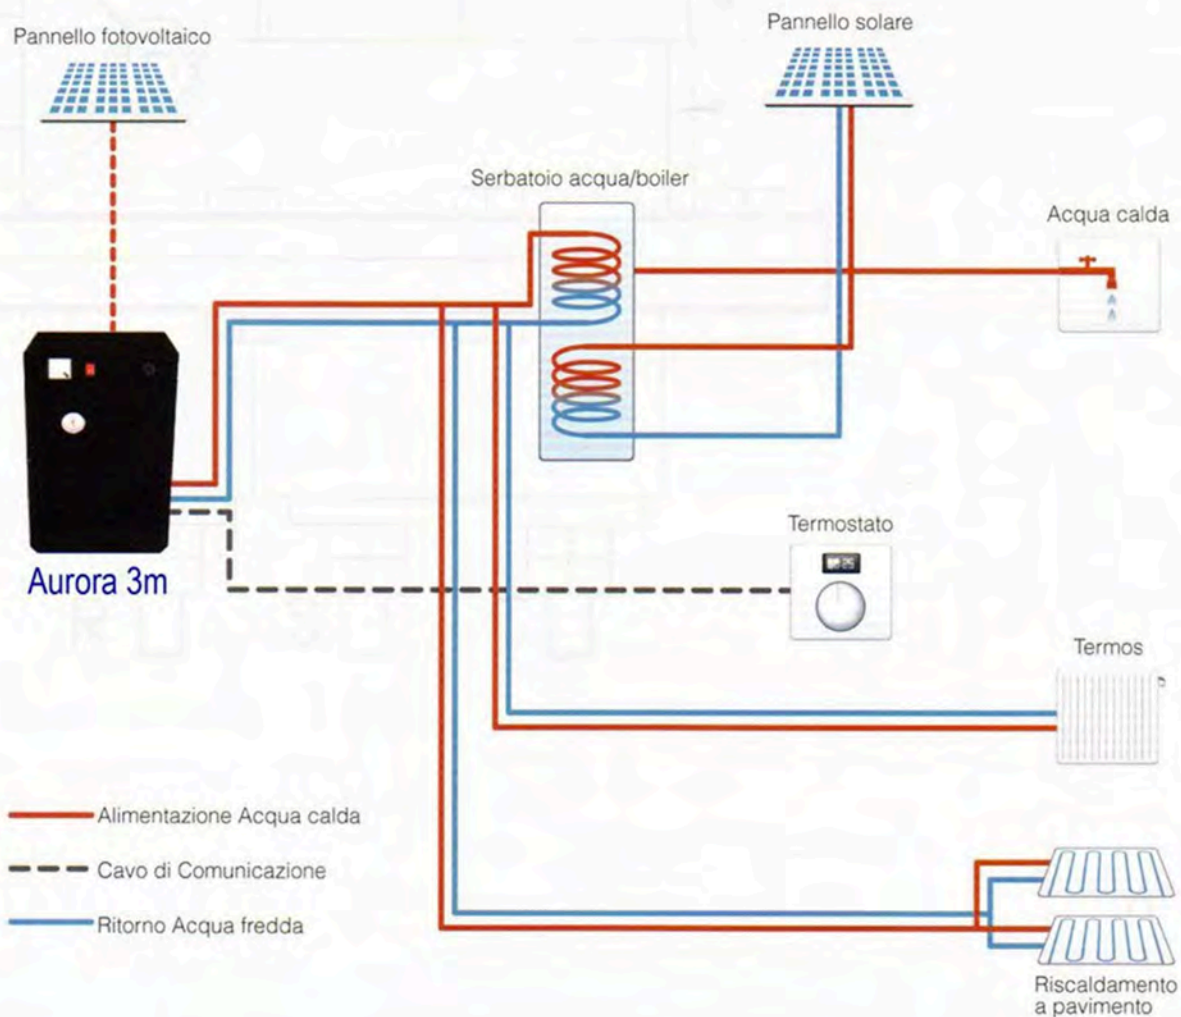 Pannello fotovoltaico
Pannello solare
Serbatoio acqua/boiler
Acqua calda
Aurora 3m
Termostato
Termos
Alimentazione Acqua calda
Cavo di Comunicazione
Ritorno Acqua fredda
Riscaldamento
a pavimento